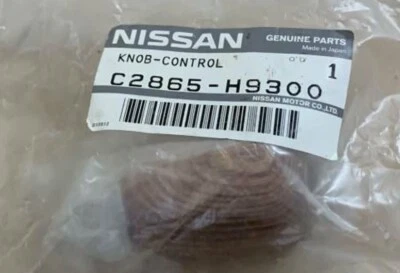 NISSAN GENUINE PARTS
Made in Japan
KNOB-CONTROL 1
C2865-H9300
NISSAN MOTOR CO.,LTD.